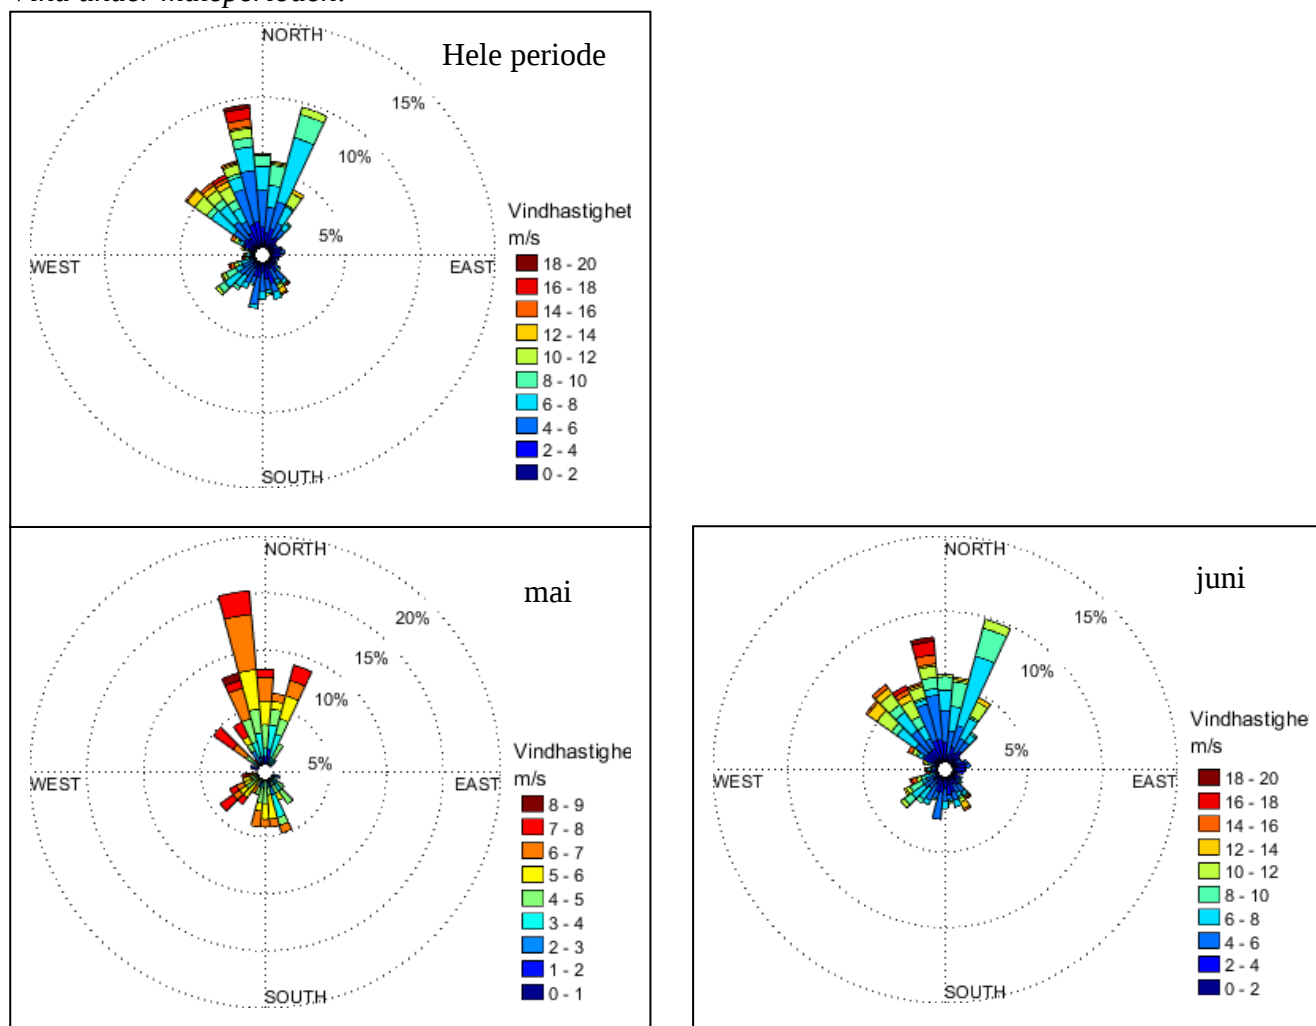 Hele periode
NORTH
15%
10%
5%
WEST
EAST
SOUTH
Vindhastighet
m/s
18 - 20
16 - 18
14 - 16
12 - 14
10 - 12
8 - 10
6 - 8
4 - 6
2 - 4
0 - 2
mai
NORTH
20%
15%
10%
5%
WEST
EAST
SOUTH
Vindhastighe
m/s
8 - 9
7 - 8
6 - 7
5 - 6
4 - 5
3 - 4
2 - 3
1 - 2
0 - 1
juni
NORTH
15%
10%
5%
WEST
EAST
SOUTH
Vindhastighe
m/s
18 - 20
16 - 18
14 - 16
12 - 14
10 - 12
8 - 10
6 - 8
4 - 6
2 - 4
0 - 2